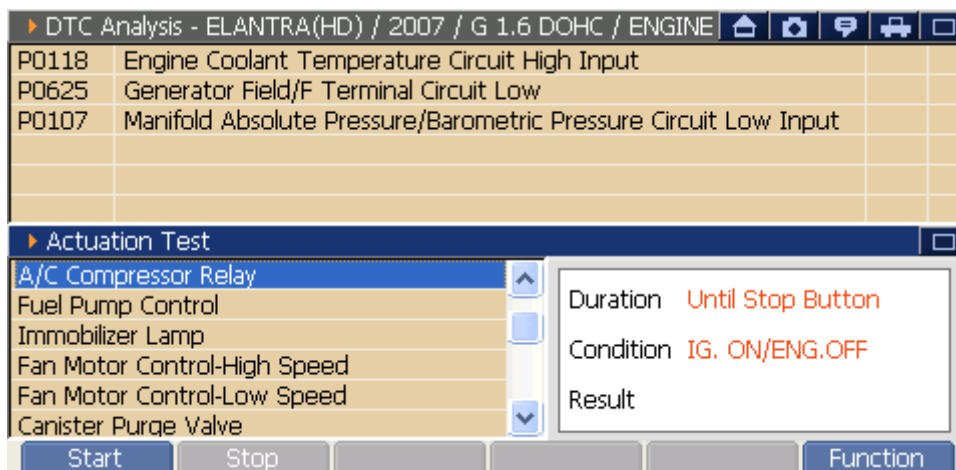 DTC Analysis - ELANTRA(HD) / 2007 / G 1.6 DOHC / ENGINE
P0118 Engine Coolant Temperature Circuit High Input
P0625 Generator Field/F Terminal Circuit Low
P0107 Manifold Absolute Pressure/Barometric Pressure Circuit Low Input
Actuation Test
A/C Compressor Relay
Fuel Pump Control
Immobilizer Lamp
Fan Motor Control-High Speed
Fan Motor Control-Low Speed
Canister Purge Valve
Duration Until Stop Button
Condition IG. ON/ENG.OFF
Result
Start Stop Function